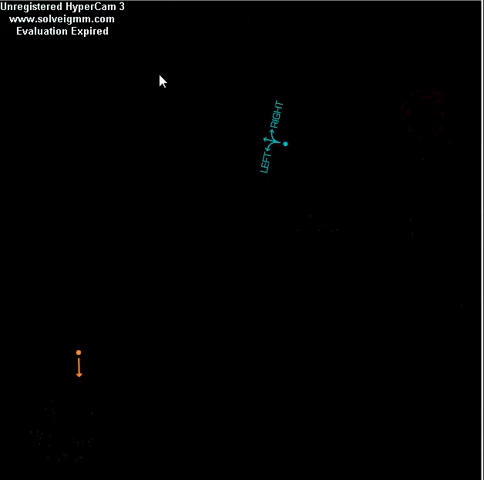 Unregistered HyperCam 3
www.solveigmm.com
Evaluation Expired
RIGHT
LEFT